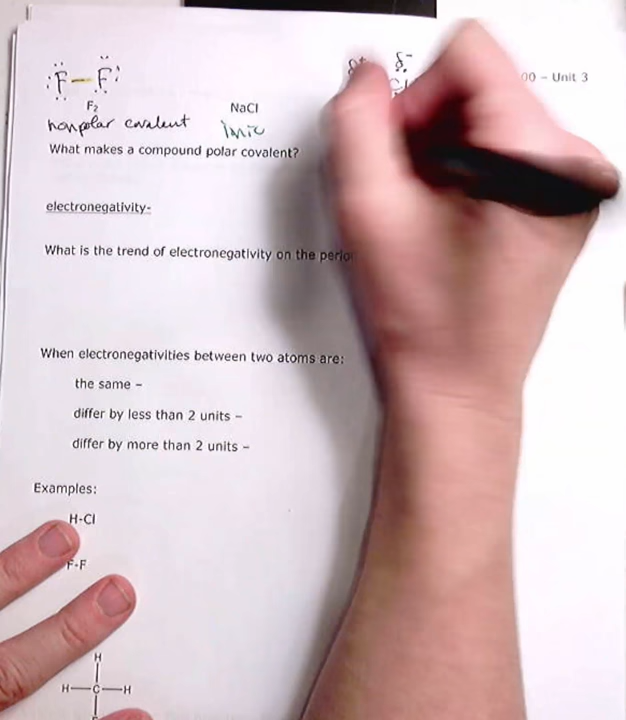 :F — F:
δ+ δ-
Cl
00 – Unit 3
F₂
NaCl
nonpolar covalent
ionic
What makes a compound polar covalent?
electronegativity-
What is the trend of electronegativity on the
When electronegativities between two atoms are:
the same –
differ by less than 2 units –
differ by more than 2 units –
Examples:
H-Cl
F-F
H
H—C—H